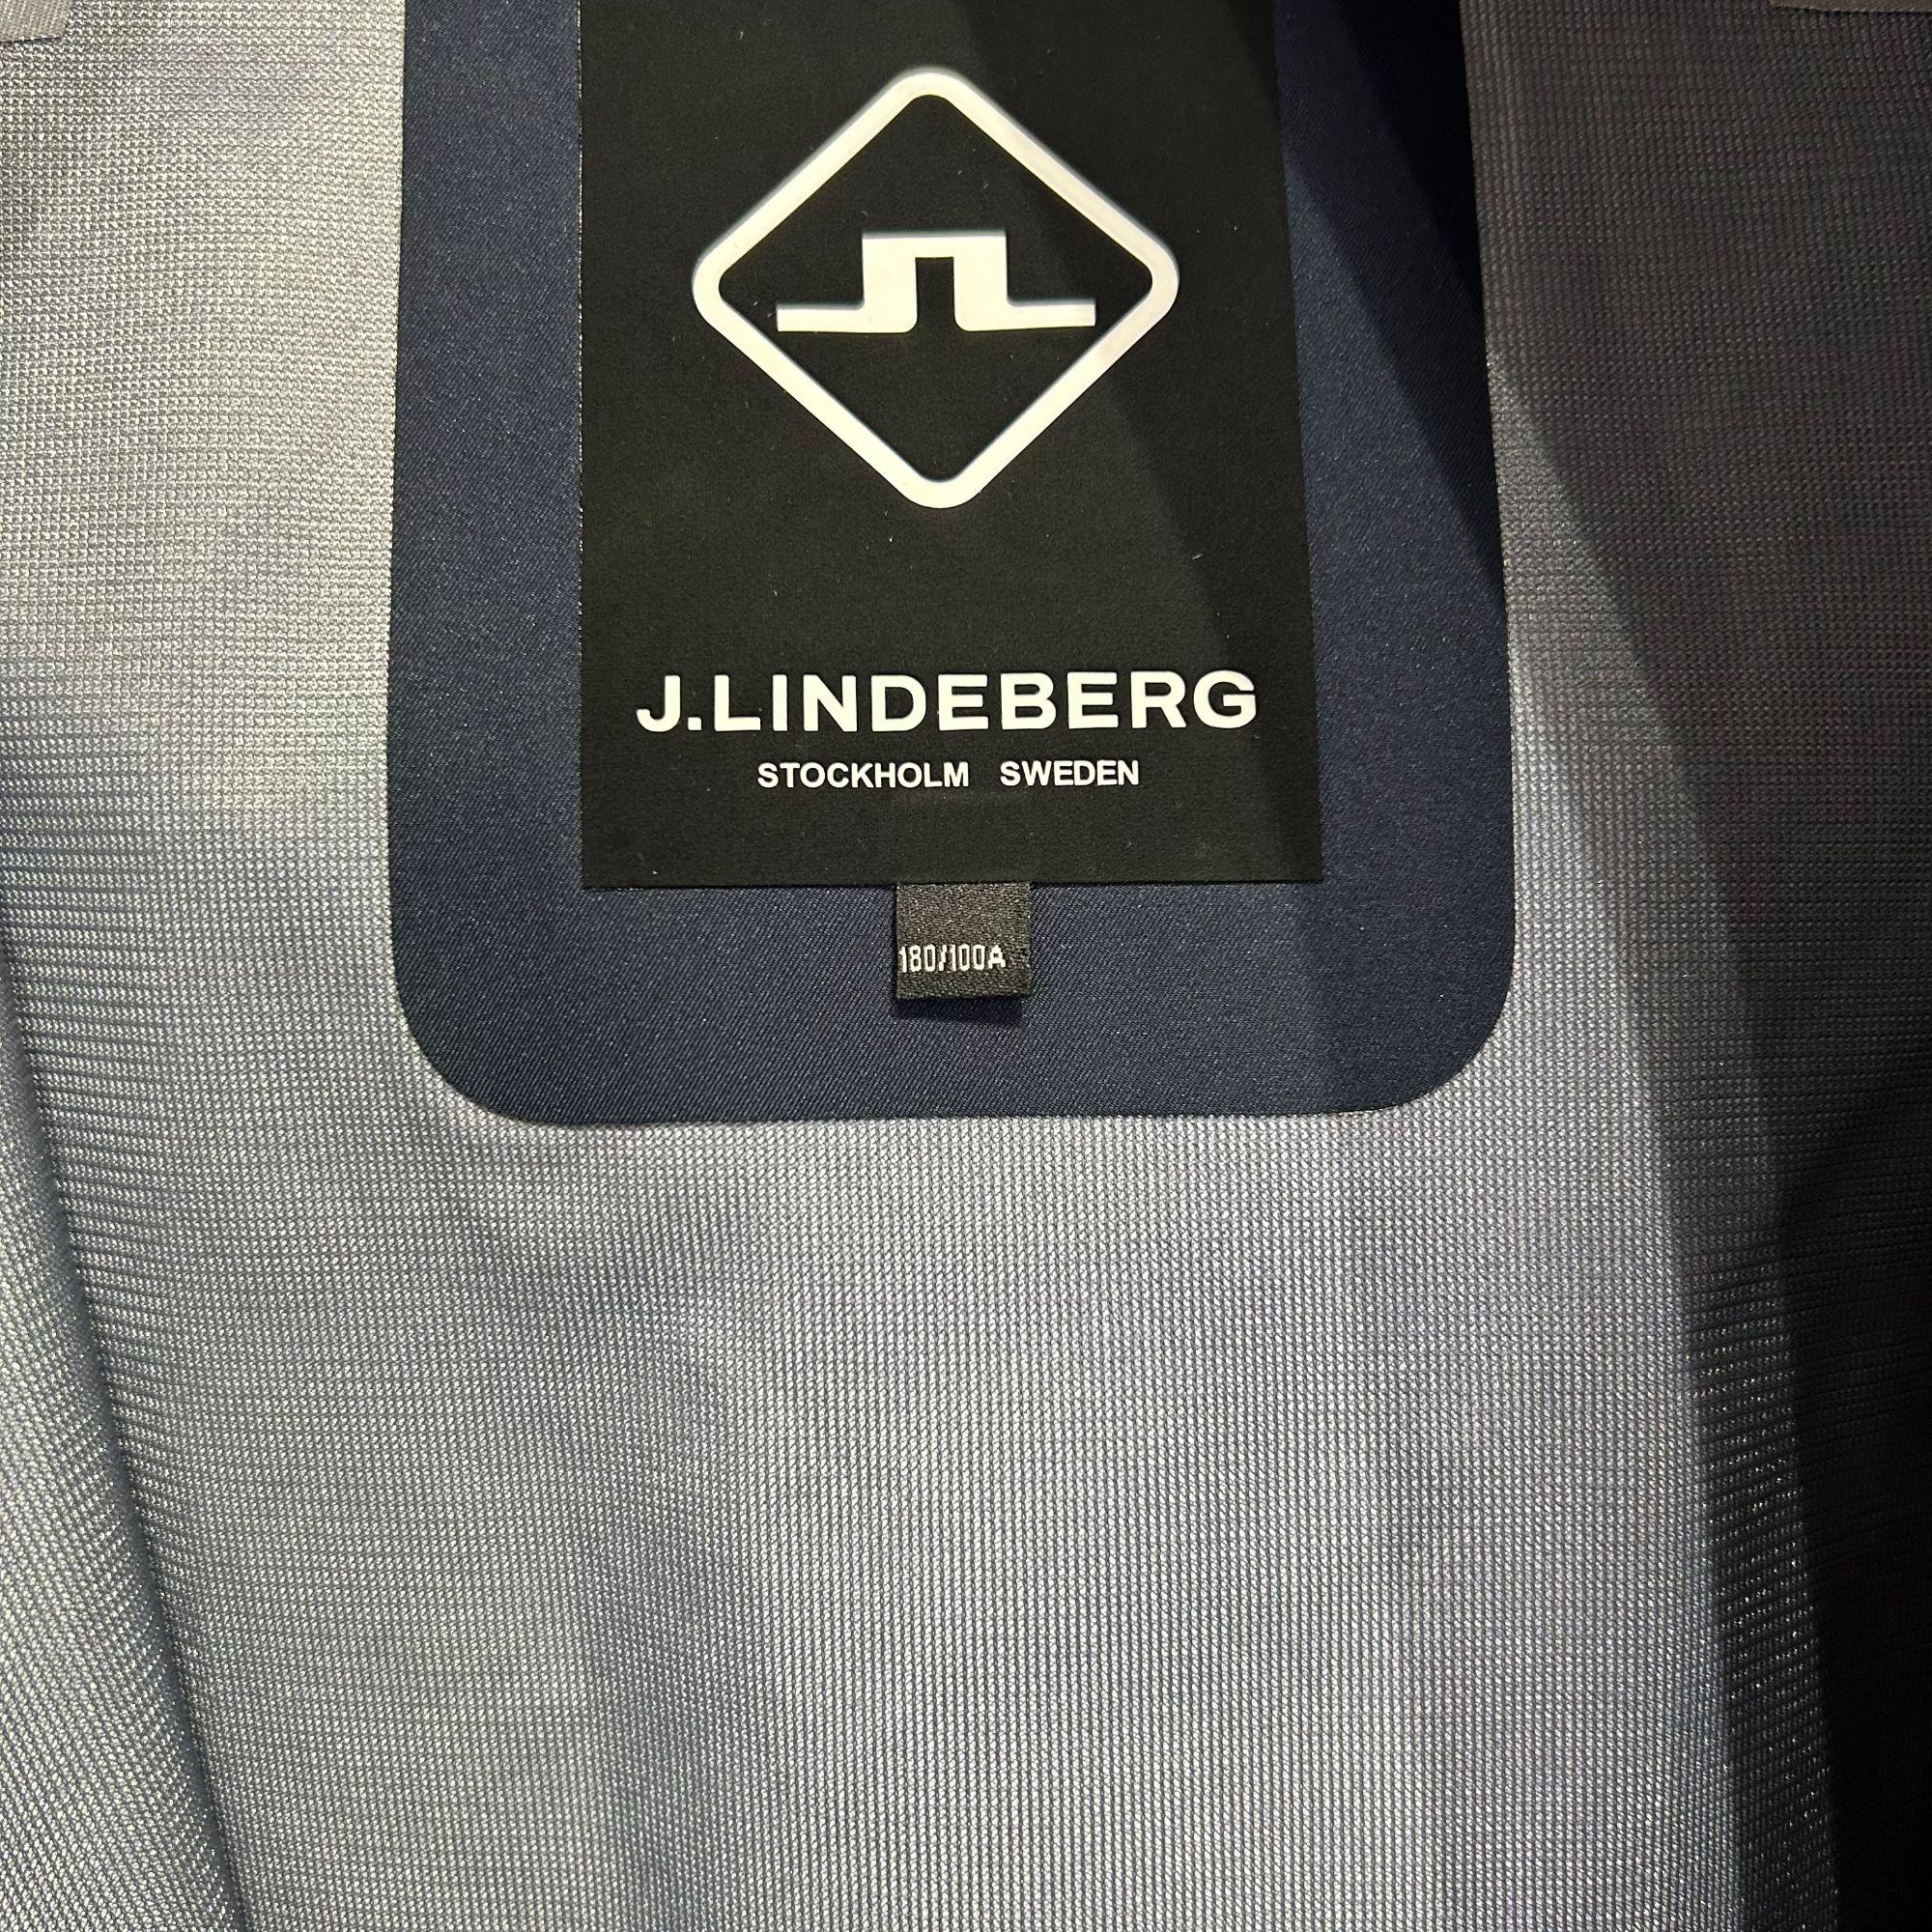 J.LINDEBERG
STOCKHOLM SWEDEN
180/100A